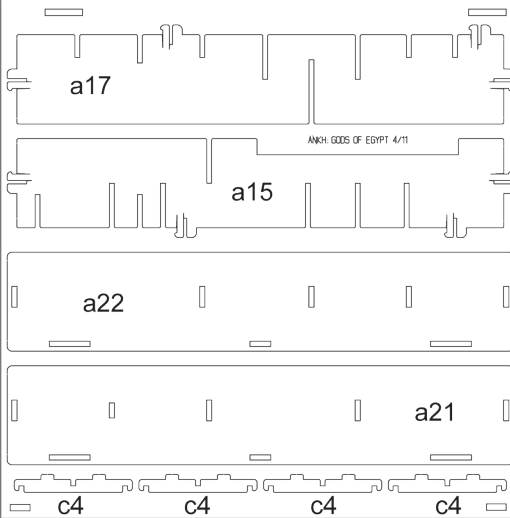 a17
ANKH: GODS OF EGYPT 4/11
a15
a22
a21
c4 c4 c4 c4